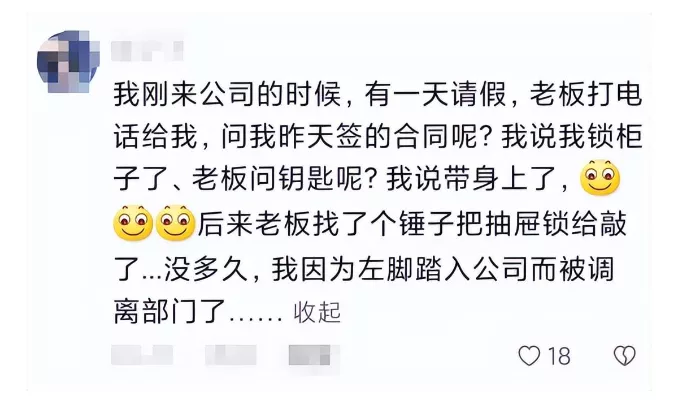 我刚来公司的时候，有一天请假，老板打电
话给我，问我昨天签的合同呢？我说我锁柜
子了、老板问钥匙呢？我说带身上了，
后来老板找了个锤子把抽屉锁给敲
了...没多久，我因为左脚踏入公司而被调
离部门了...... 收起
18